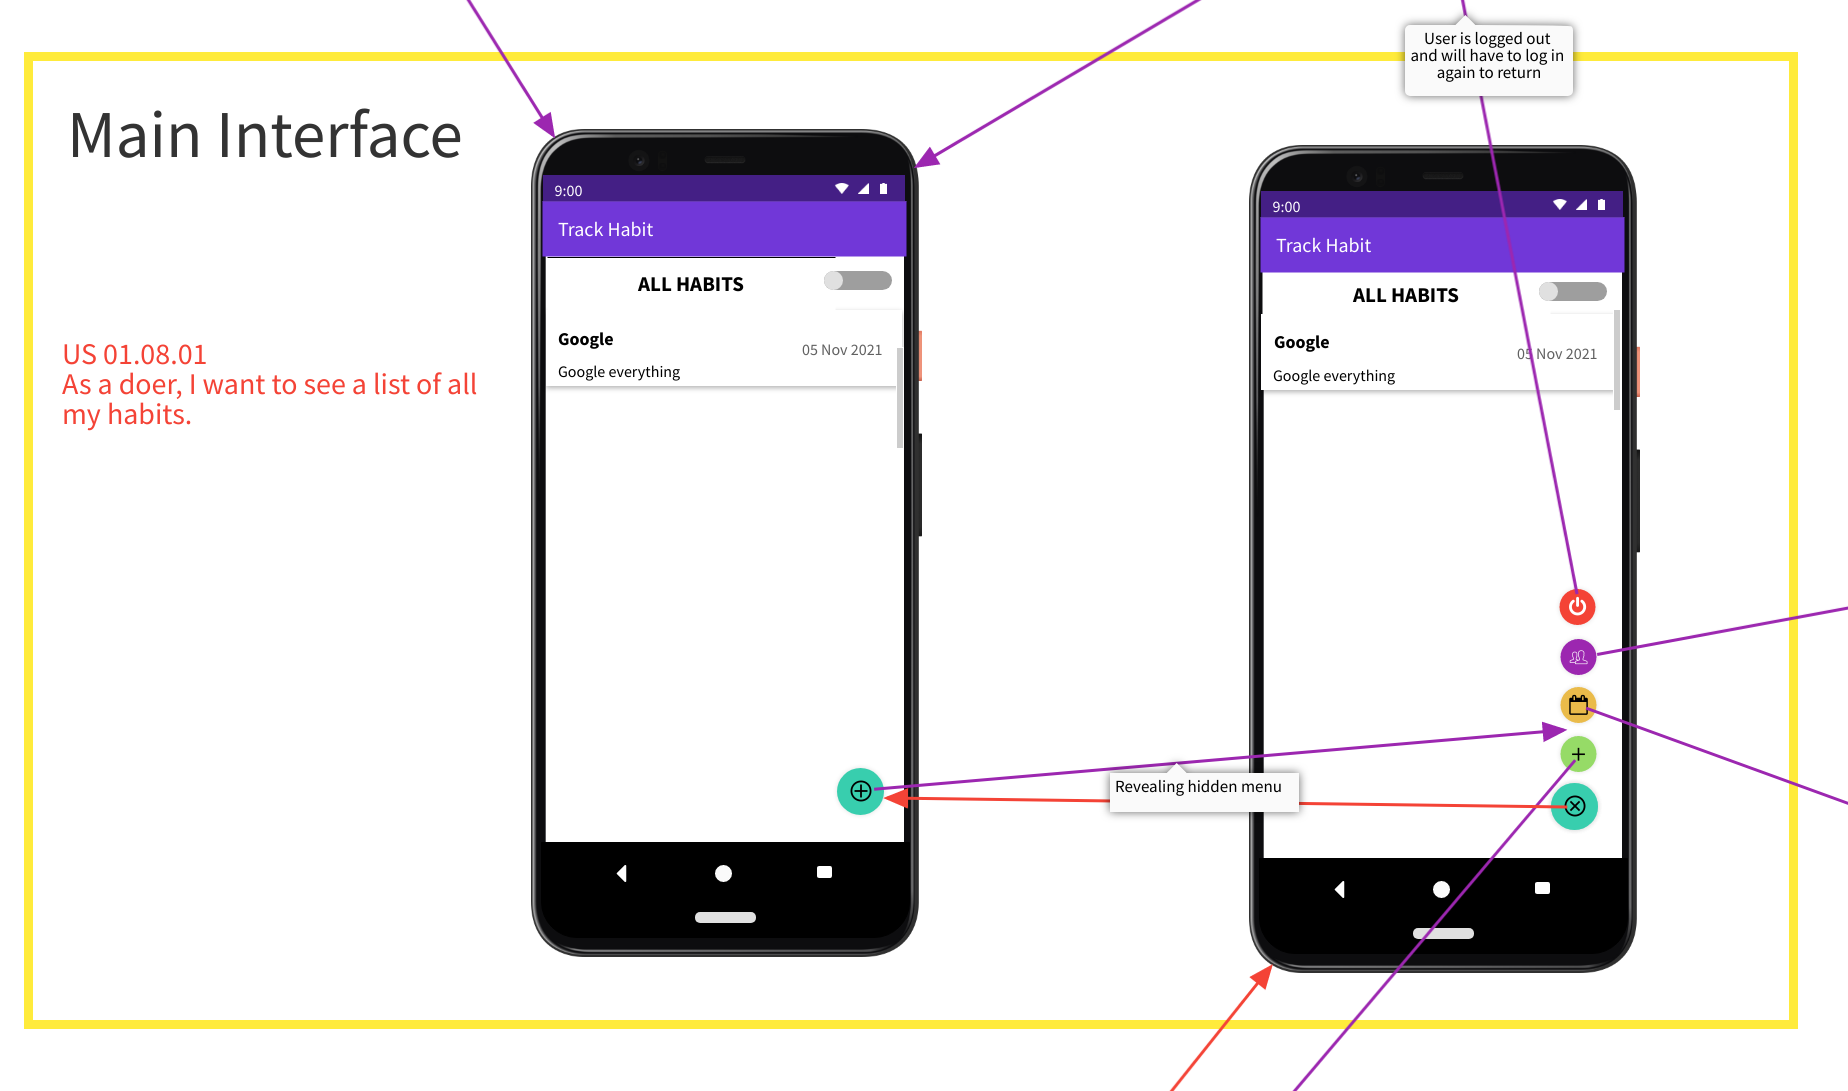 User is logged out
and will have to log in
again to return
Main Interface
US 01.08.01
As a doer, I want to see a list of all
my habits.
9:00
Track Habit
ALL HABITS
Google
05 Nov 2021
Google everything
9:00
Track Habit
ALL HABITS
Google
05 Nov 2021
Google everything
Revealing hidden menu